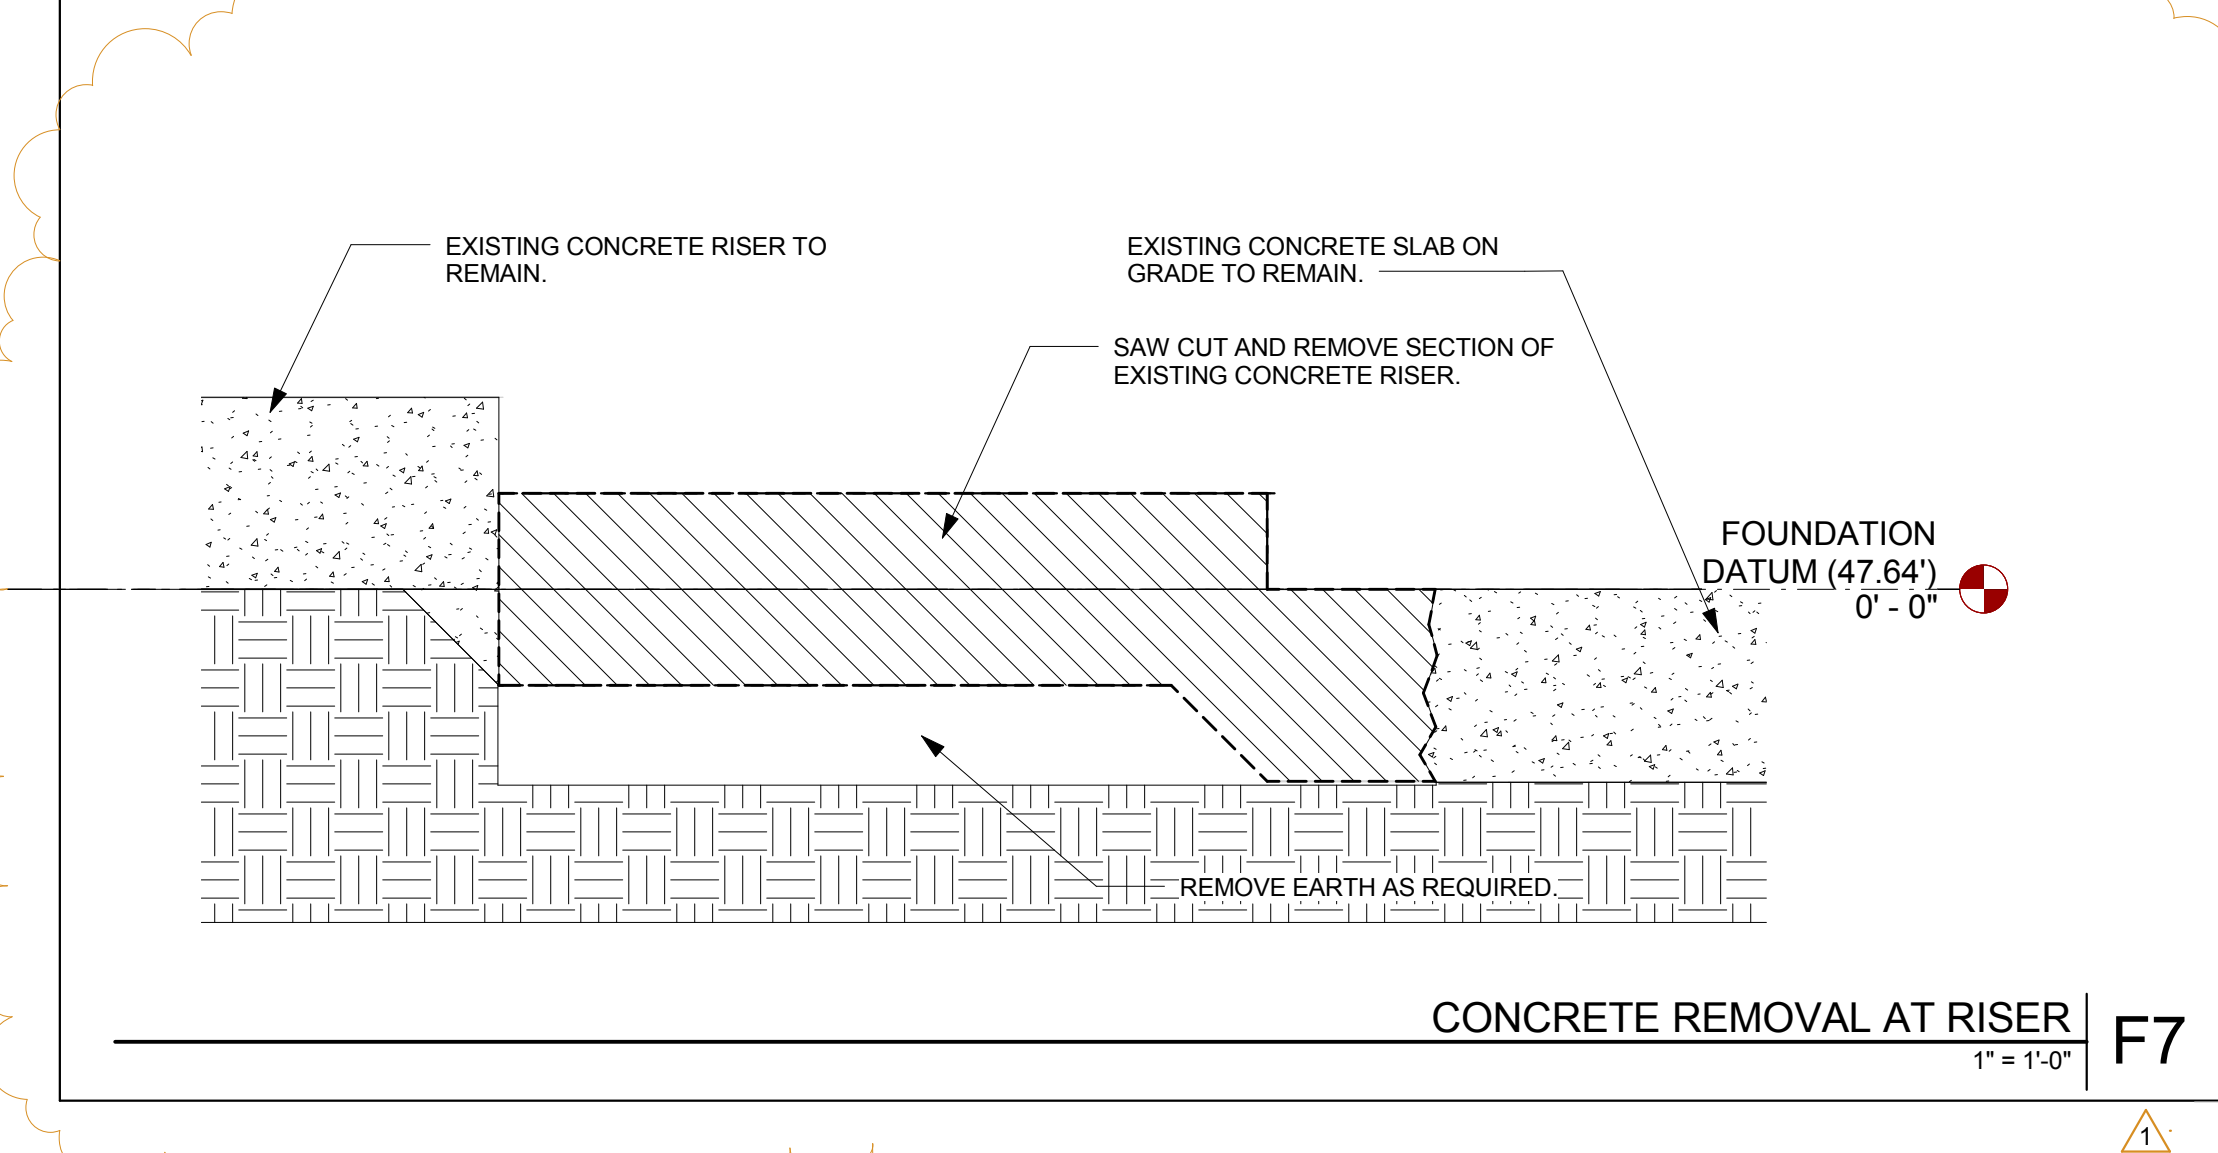 EXISTING CONCRETE RISER TO
REMAIN.
EXISTING CONCRETE SLAB ON
GRADE TO REMAIN.
SAW CUT AND REMOVE SECTION OF
EXISTING CONCRETE RISER.
FOUNDATION
DATUM (47.64')
0' - 0"
REMOVE EARTH AS REQUIRED.
CONCRETE REMOVAL AT RISER
1" = 1'-0"
F7
1